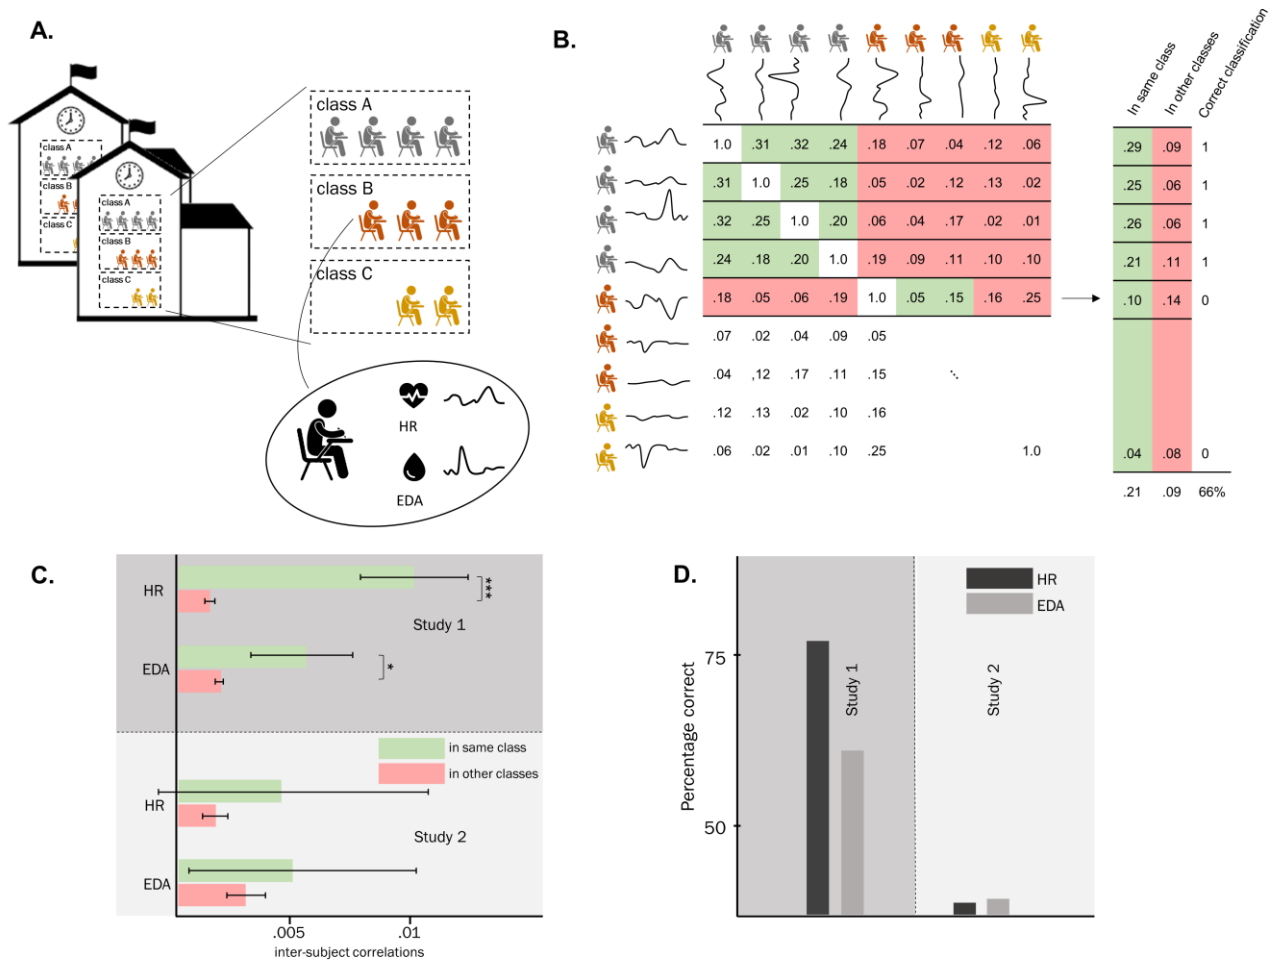 A.
class A
class B
class C
class A
class B
class C
class A
class B
class C
HR
EDA
B.
In same class
In other classes
Correct classification
1.0 .31 .32 .24 .18 .07 .04 .12 .06 .29 .09 1
.31 1.0 .25 .18 .05 .02 .12 .13 .02 .25 .06 1
.32 .25 1.0 .20 .06 .04 .17 .02 .01 .26 .06 1
.24 .18 .20 1.0 .19 .09 .11 .10 .10 .21 .11 1
.18 .05 .06 .19 1.0 .05 .15 .16 .25 .10 .14 0
.07 .02 .04 .09 .05
.04 ,12 .17 .11 .15 ⋱
.12 .13 .02 .10 .16
.06 .02 .01 .10 .25 1.0 .04 .08 0
.21 .09 66%
C.
HR
***
Study 1
EDA
*
in same class
in other classes
HR
Study 2
EDA
.005 .01
inter-subject correlations
D.
HR
EDA
75
50
Percentage correct
Study 1
Study 2